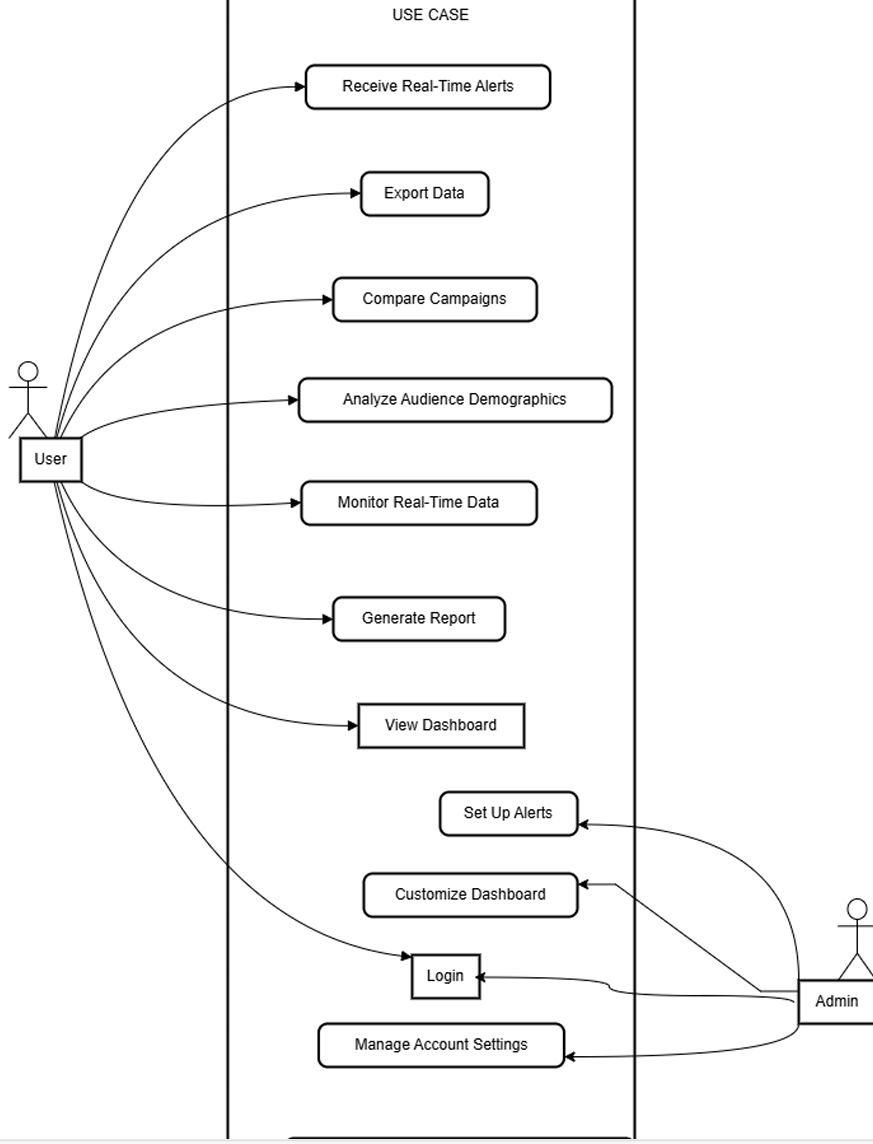 USE CASE
Receive Real-Time Alerts
Export Data
Compare Campaigns
Analyze Audience Demographics
User
Monitor Real-Time Data
Generate Report
View Dashboard
Set Up Alerts
Customize Dashboard
Login
Admin
Manage Account Settings